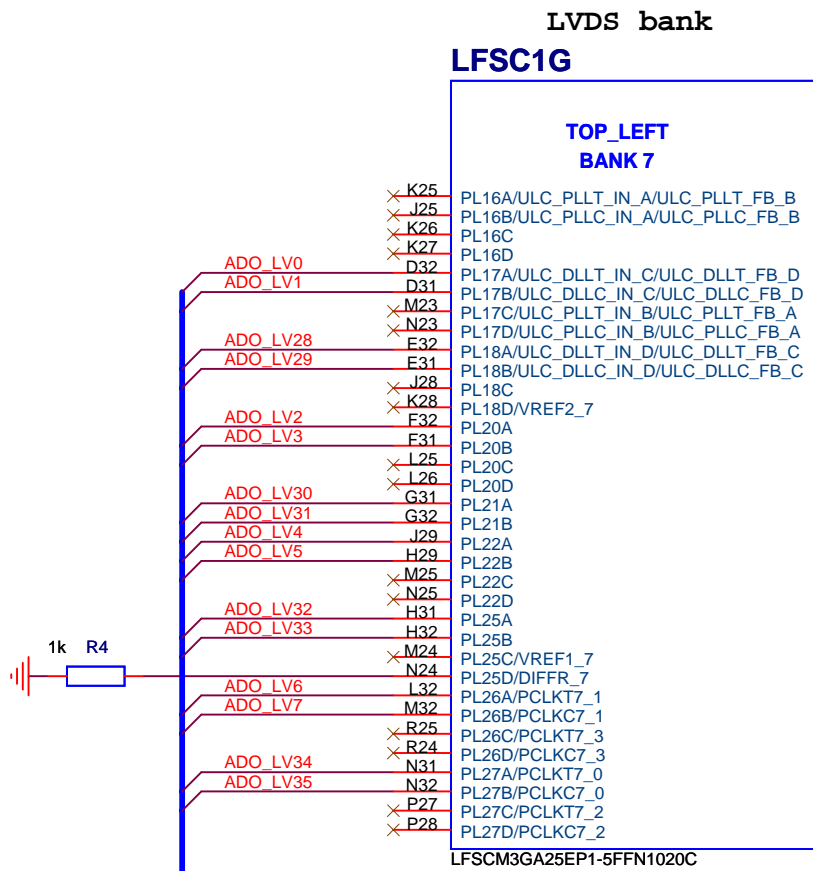 LVDS bank
LFSC1G
TOP_LEFT
BANK 7
K25 PL16A/ULC_PLLT_IN_A/ULC_PLLT_FB_B
J25 PL16B/ULC_PLLC_IN_A/ULC_PLLC_FB_B
K26 PL16C
K27 PL16D
ADO_LV0 D32 PL17A/ULC_DLLT_IN_C/ULC_DLLT_FB_D
ADO_LV1 D31 PL17B/ULC_DLLC_IN_C/ULC_DLLC_FB_D
M23 PL17C/ULC_PLLT_IN_B/ULC_PLLT_FB_A
N23 PL17D/ULC_PLLC_IN_B/ULC_PLLC_FB_A
ADO_LV28 E32 PL18A/ULC_DLLT_IN_D/ULC_DLLT_FB_C
ADO_LV29 E31 PL18B/ULC_DLLC_IN_D/ULC_DLLC_FB_C
J28 PL18C
K28 PL18D/VREF2_7
ADO_LV2 F32 PL20A
ADO_LV3 F31 PL20B
L25 PL20C
L26 PL20D
ADO_LV30 G31 PL21A
ADO_LV31 G32 PL21B
ADO_LV4 J29 PL22A
ADO_LV5 H29 PL22B
M25 PL22C
N25 PL22D
ADO_LV32 H31 PL25A
ADO_LV33 H32 PL25B
M24 PL25C/VREF1_7
1k R4 N24 PL25D/DIFFR_7
ADO_LV6 L32 PL26A/PCLKT7_1
ADO_LV7 M32 PL26B/PCLKC7_1
R25 PL26C/PCLKT7_3
R24 PL26D/PCLKC7_3
ADO_LV34 N31 PL27A/PCLKT7_0
ADO_LV35 N32 PL27B/PCLKC7_0
P27 PL27C/PCLKT7_2
P28 PL27D/PCLKC7_2
LFSCM3GA25EP1-5FFN1020C